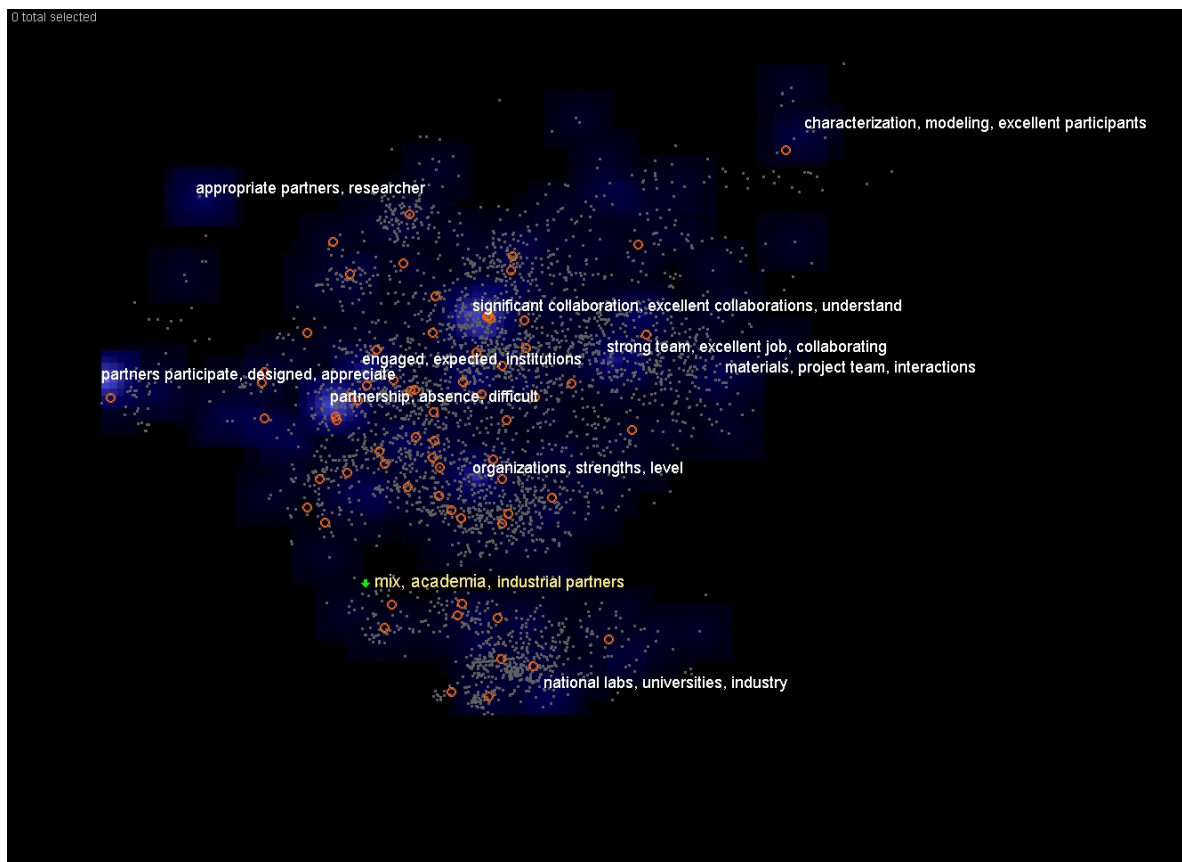 0 total selected
characterization, modeling, excellent participants
appropriate partners, researcher
significant collaboration, excellent collaborations, understand
strong team, excellent job, collaborating
engaged, expected, institutions
materials, project team, interactions
partners participate, designed, appreciate
partnership, absence, difficult
organizations, strengths, level
mix, academia, industrial partners
national labs, universities, industry